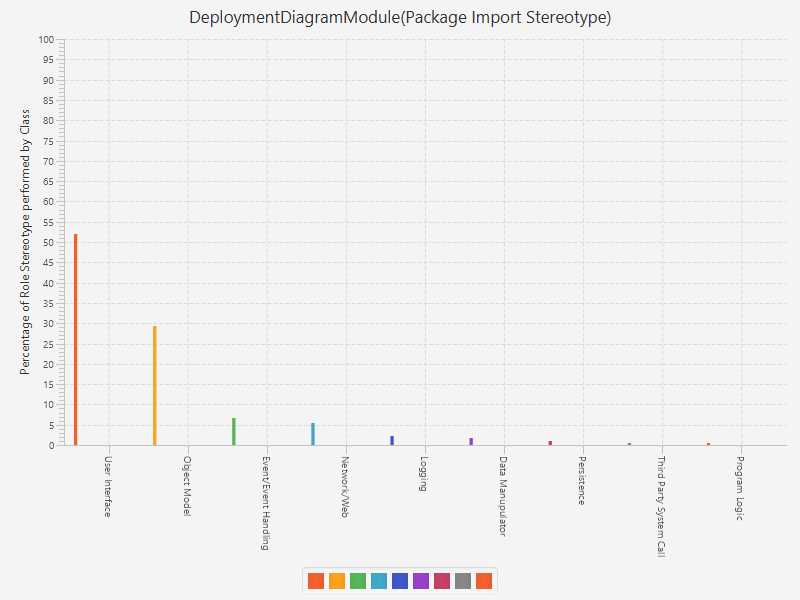 DeploymentDiagramModule(Package Import Stereotype)
Percentage of Role Stereotype performed by Class
100
95
90
85
80
75
70
65
60
55
50
45
40
35
30
25
20
15
10
5
0
User Interface
Object Model
Event/Event Handling
Network/Web
Logging
Data Manupulator
Persistence
Third Party System Call
Program Logic